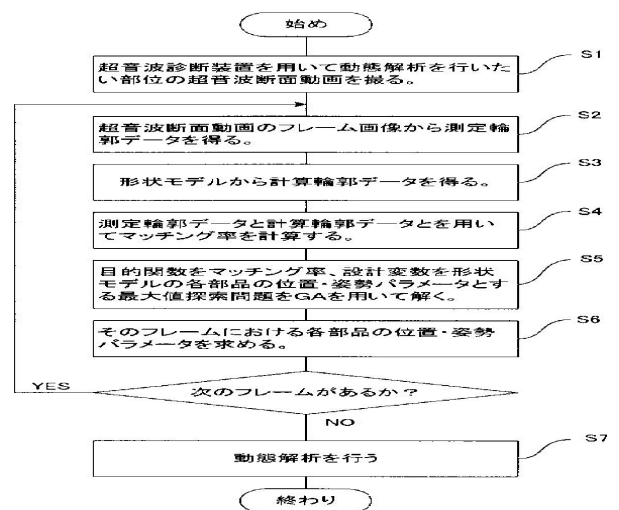 始め
超音波診断装置を用いて動態解析を行いた
い部位の超音波断面動画を撮る。
S1
超音波断面動画のフレーム画像から測定輪
郭データを得る。
S2
形状モデルから計算輪郭データを得る。
S3
測定輪郭データと計算輪郭データとを用い
てマッチング率を計算する。
S4
目的関数をマッチング率、設計変数を形状
モデルの各部品の位置・姿勢パラメータとす
る最大値探索問題をGAを用いて解く。
S5
そのフレームにおける各部品の位置・姿勢
パラメータを求める。
S6
次のフレームがあるか？
YES
NO
動態解析を行う
S7
終わり